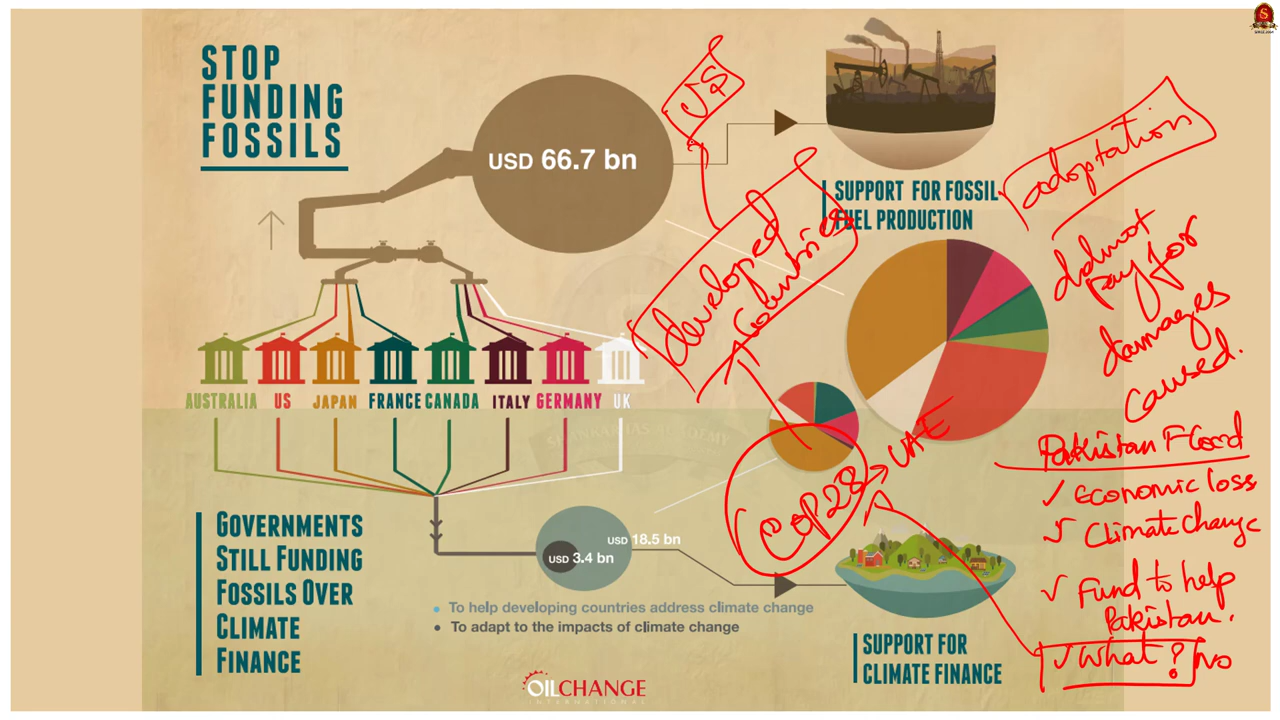 STOP
FUNDING
FOSSILS
USD 66.7 bn
US
SUPPORT FOR FOSSIL
FUEL PRODUCTION
developed
Countries
adoptation
did not
pay for
damages
caused.
AUSTRALIA US JAPAN FRANCE CANADA ITALY GERMANY UK
COP28 → UAE
Pakistan Flood
✓ Economic loss
✓ Climate change
✓ Fund to help
Pakistan.
✓ What? No
GOVERNMENTS
STILL FUNDING
FOSSILS OVER
CLIMATE
FINANCE
USD 18.5 bn
USD 3.4 bn
• To help developing countries address climate change
• To adapt to the impacts of climate change
SUPPORT FOR
CLIMATE FINANCE
OILCHANGE
INTERNATIONAL